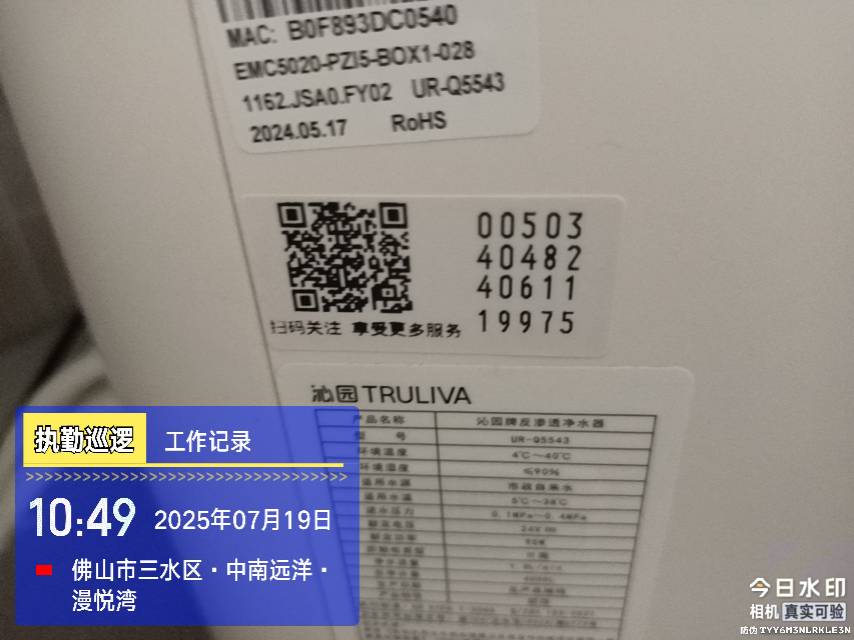 MAC: B0F893DC0540
EMC5020-PZI5-BOX1-028
1162.JSA0.FY02 UR-Q5543
2024.05.17 RoHS
00503
40482
40611
19975
扫码关注 享受更多服务
沁园 TRULIVA
产品名称 沁园牌反渗透净水器
号 UR-Q5543
环境温度 4℃~40℃
环境湿度 ≤90%
适用水源 市政自来水
适用水温 5℃~38℃
进水压力 0.1MPa~0.4MPa
额定电压 24V
额定功率
执勤巡逻 工作记录
>>>>>>>>>>>>>>>>>>>>>>>>>>>>>>>>>>>>
10:49 2025年07月19日
佛山市三水区·中南远洋·
漫悦湾
今日水印
相机 真实可验
防伪 TYY6M3NLRKLE3N